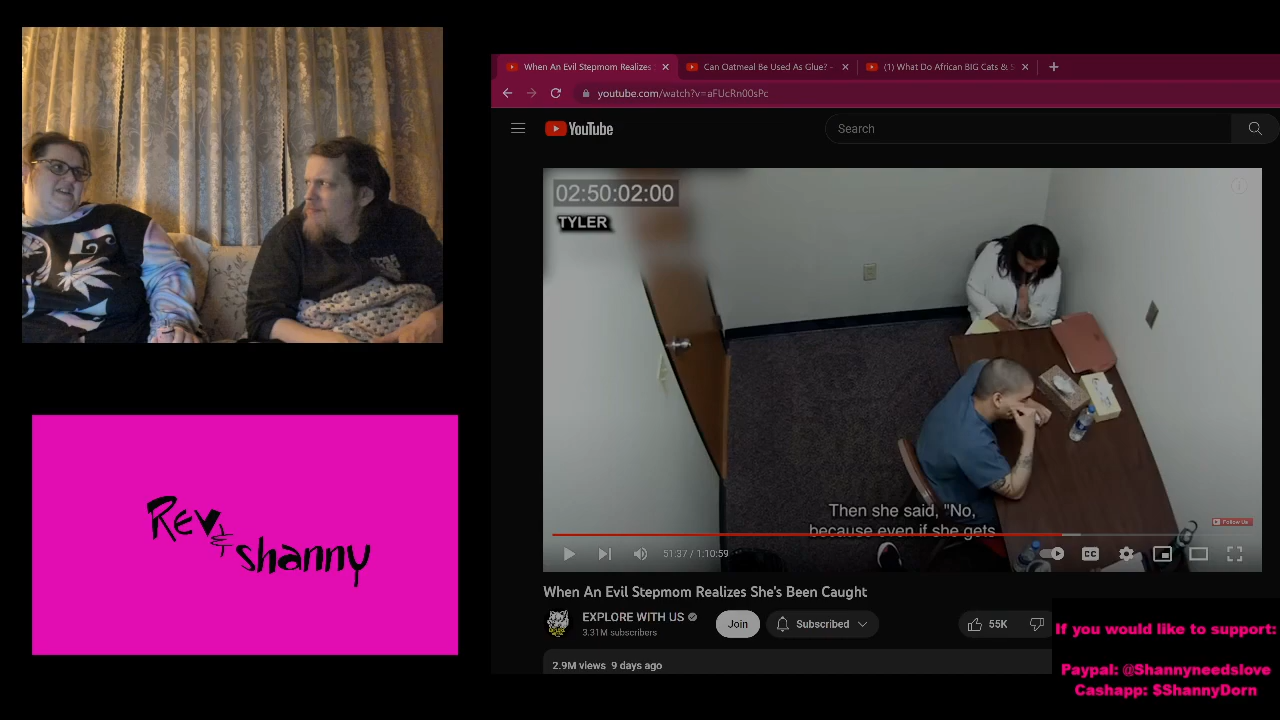 When An Evil Stepmom Realizes
Can Oatmeal Be Used As Glue? -
(1) What Do African BIG Cats &
youtube.com/watch?v=aFUcRn00sPc
YouTube
Search
02:50:02:00
TYLER
Then she said, "No,
because even if she gets
Follow Us
51:37 / 1:10:59
CC
When An Evil Stepmom Realizes She's Been Caught
EXPLORE WITH US
3.31M subscribers
Join
Subscribed
55K
2.9M views 9 days ago
Rev
&
shanny
If you would like to support:
Paypal: @Shannyneedslove
Cashapp: $ShannyDorn